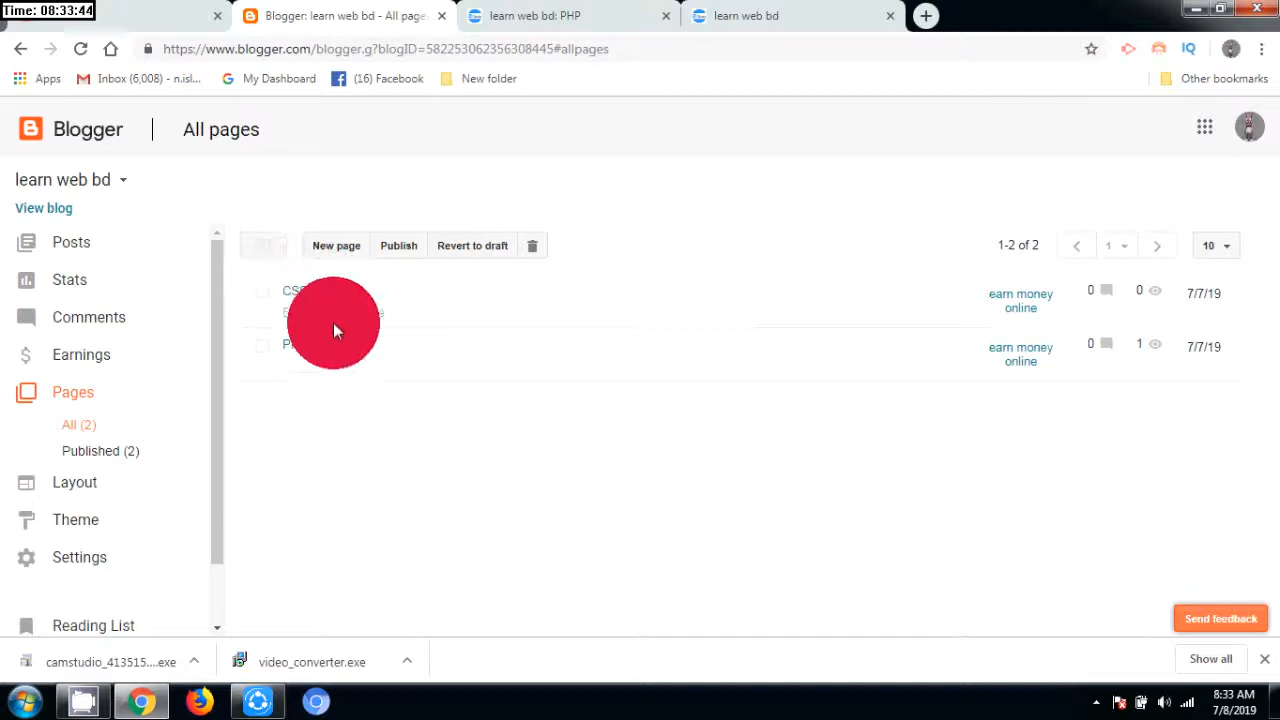 Time: 08:33:44
Blogger: learn web bd - All page
learn web bd: PHP
learn web bd
https://www.blogger.com/blogger.g?blogID=582253062356308445#allpages
IQ
Apps
Inbox (6,008) - n.isl...
My Dashboard
(16) Facebook
New folder
Other bookmarks
Blogger
All pages
learn web bd
View blog
Posts
Stats
Comments
Earnings
Pages
All (2)
Published (2)
Layout
Theme
Settings
Reading List
New page
Publish
Revert to draft
1-2 of 2
1
10
earn money
online
0
0
7/7/19
earn money
online
0
1
7/7/19
Send feedback
camstudio_413515....exe
video_converter.exe
Show all
8:33 AM
7/8/2019